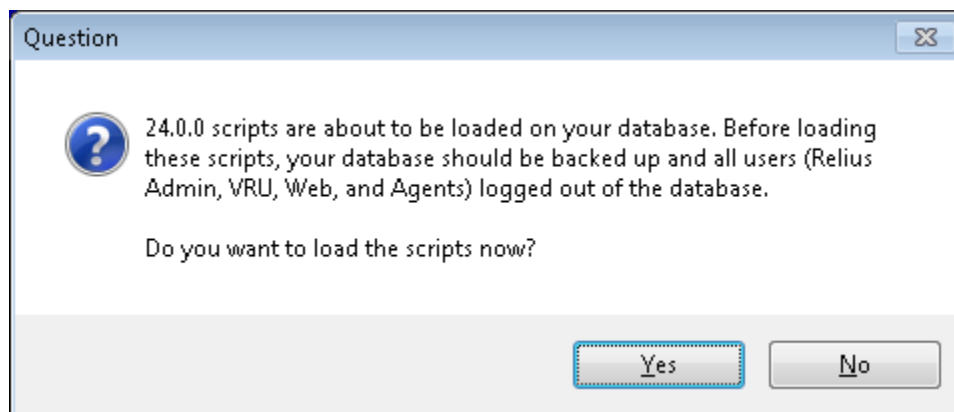 Question
24.0.0 scripts are about to be loaded on your database. Before loading
these scripts, your database should be backed up and all users (Relius
Admin, VRU, Web, and Agents) logged out of the database.
Do you want to load the scripts now?
Yes
No